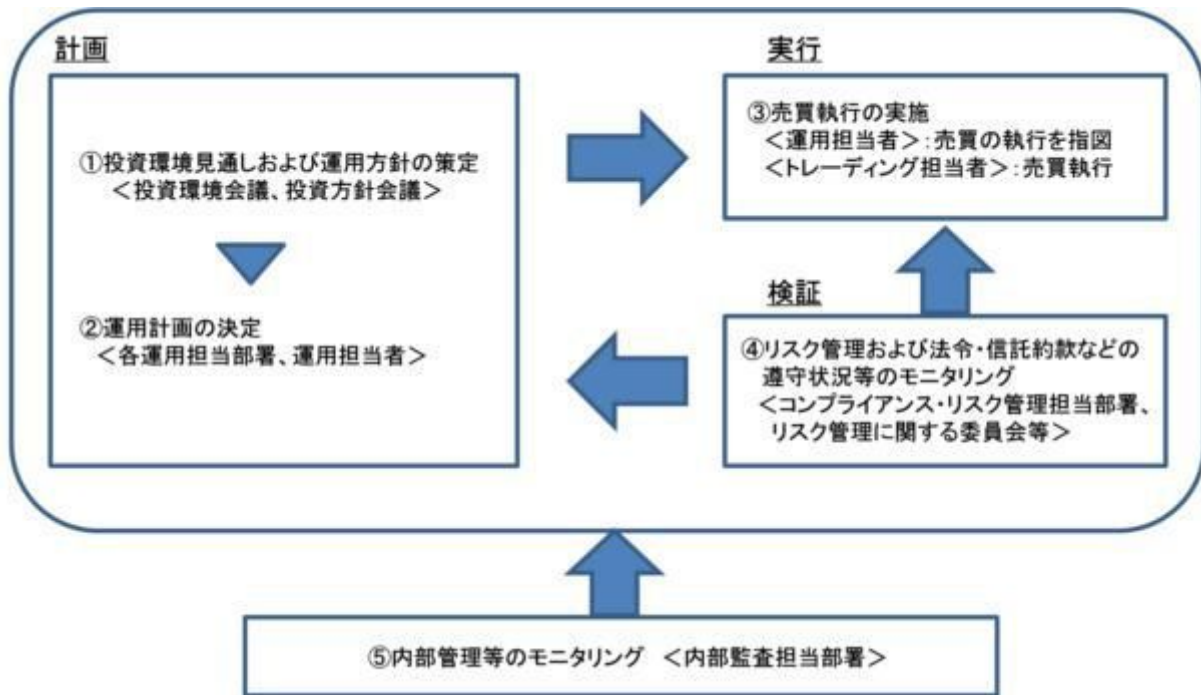 計画
①投資環境見通しおよび運用方針の策定
＜投資環境会議、投資方針会議＞
②運用計画の決定
＜各運用担当部署、運用担当者＞
実行
③売買執行の実施
＜運用担当者＞：売買の執行を指図
＜トレーディング担当者＞：売買執行
検証
④リスク管理および法令・信託約款などの
遵守状況等のモニタリング
＜コンプライアンス・リスク管理担当部署、
リスク管理に関する委員会等＞
⑤内部管理等のモニタリング ＜内部監査担当部署＞